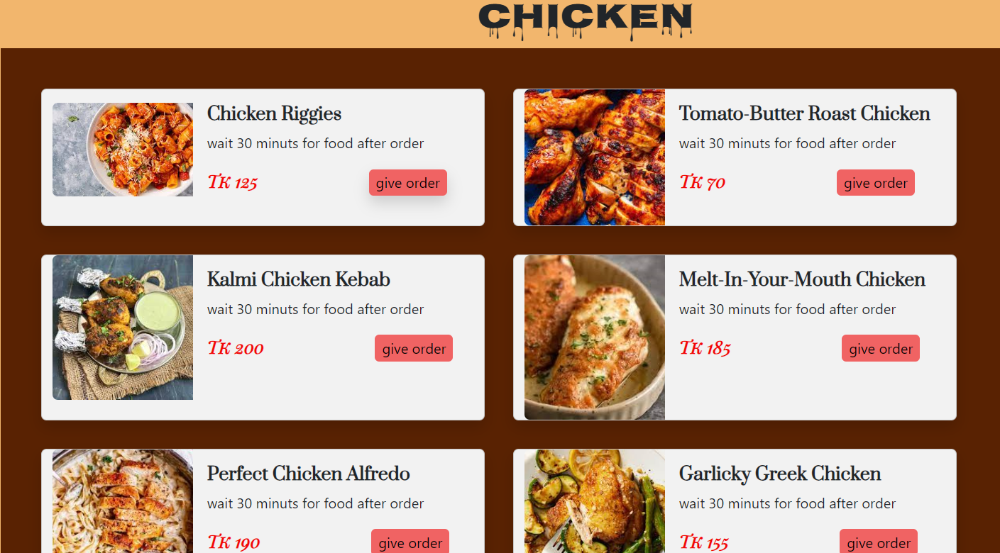 CHICKEN
Chicken Riggies
wait 30 minuts for food after order
TK 125
give order
Tomato-Butter Roast Chicken
wait 30 minuts for food after order
TK 70
give order
Kalmi Chicken Kebab
wait 30 minuts for food after order
TK 200
give order
Melt-In-Your-Mouth Chicken
wait 30 minuts for food after order
TK 185
give order
Perfect Chicken Alfredo
wait 30 minuts for food after order
TK 190
give order
Garlicky Greek Chicken
wait 30 minuts for food after order
TK 155
give order